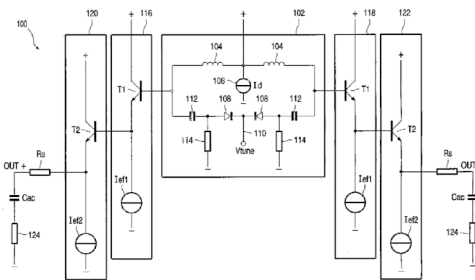 100
120
116
102
118
122
104
104
106
Id
T1
T1
112
108
108
112
T2
T2
110
114
114
Vtune
OUT +
Rs
Rs
OUT -
Ief1
Ief1
Cac
Cac
Ief2
Ief2
124
124